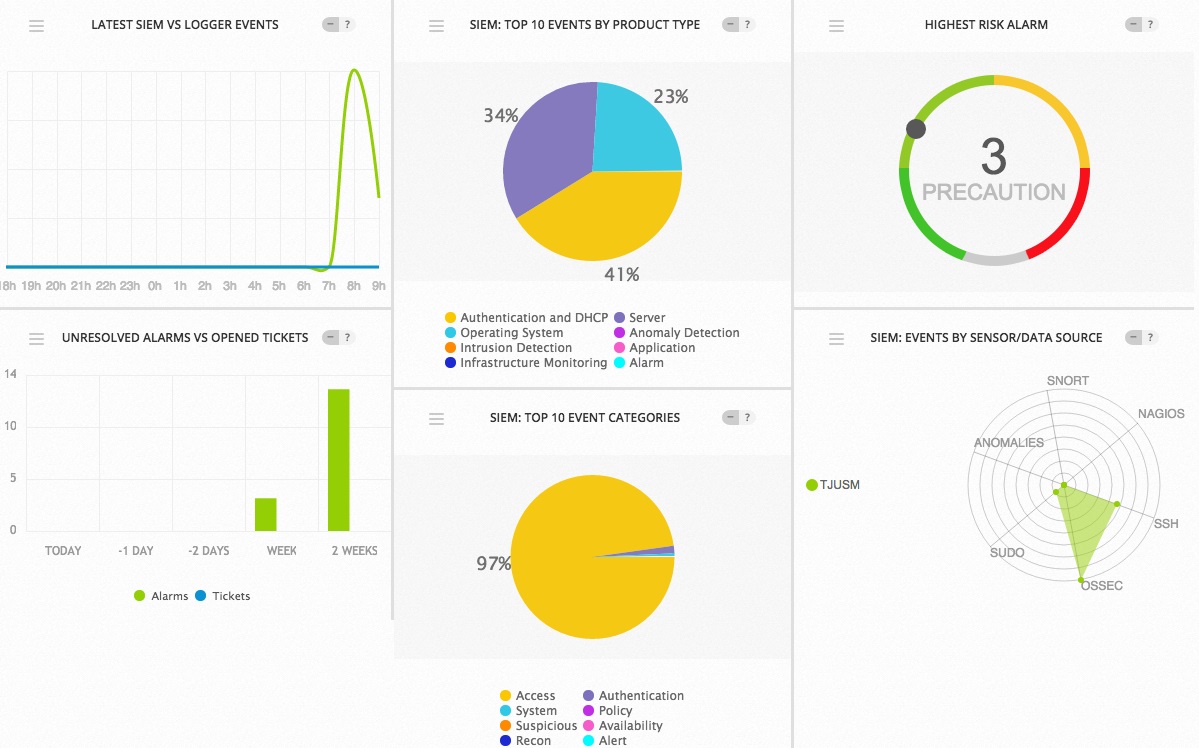 LATEST SIEM VS LOGGER EVENTS
− ?
18h 19h 20h 21h 22h 23h 0h 1h 2h 3h 4h 5h 6h 7h 8h 9h
UNRESOLVED ALARMS VS OPENED TICKETS
− ?
14
10
5
0
TODAY -1 DAY -2 DAYS WEEK 2 WEEKS
Alarms Tickets
SIEM: TOP 10 EVENTS BY PRODUCT TYPE
− ?
34%
23%
41%
Authentication and DHCP Server
Operating System Anomaly Detection
Intrusion Detection Application
Infrastructure Monitoring Alarm
SIEM: TOP 10 EVENT CATEGORIES
− ?
97%
Access Authentication
System Policy
Suspicious Availability
Recon Alert
HIGHEST RISK ALARM
− ?
3
PRECAUTION
SIEM: EVENTS BY SENSOR/DATA SOURCE
− ?
SNORT
NAGIOS
ANOMALIES
TJUSM
SSH
SUDO
OSSEC